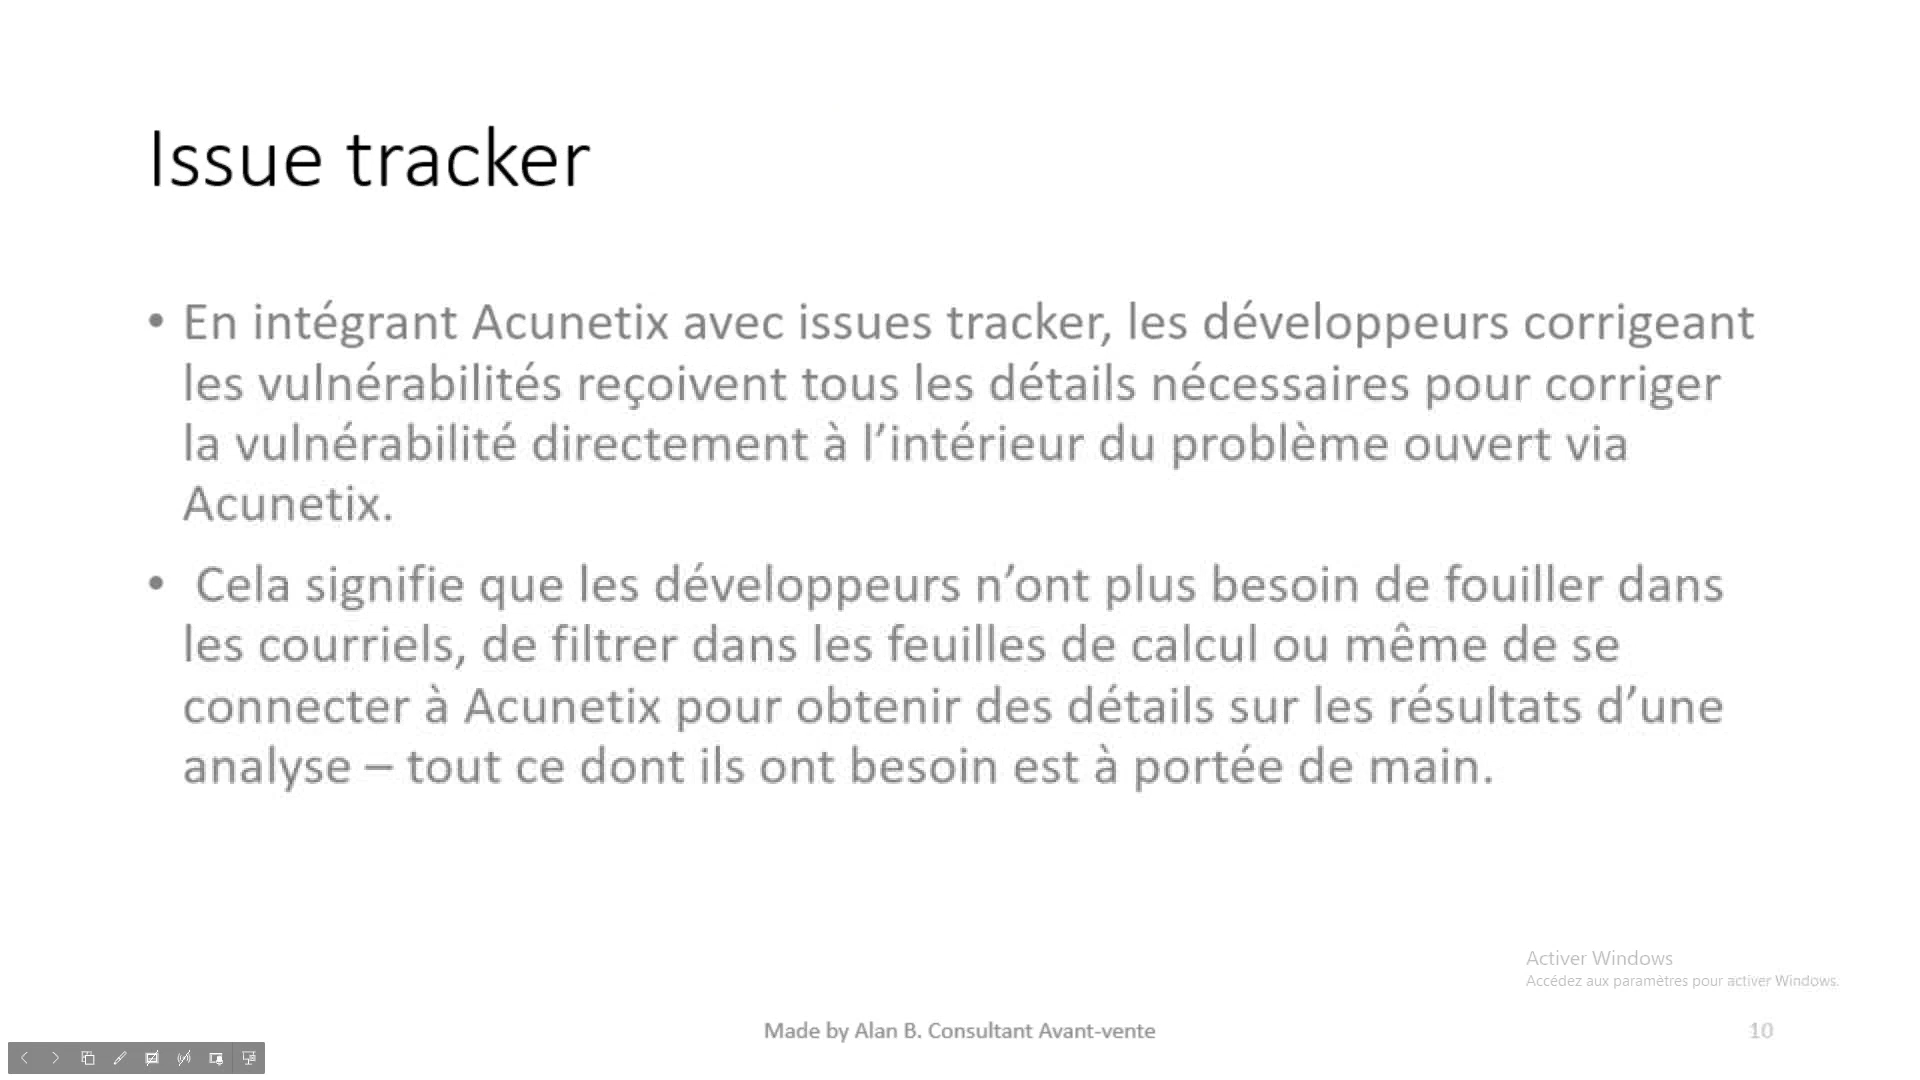 Issue tracker
• En intégrant Acunetix avec issues tracker, les développeurs corrigeant
les vulnérabilités reçoivent tous les détails nécessaires pour corriger
la vulnérabilité directement à l’intérieur du problème ouvert via
Acunetix.
• Cela signifie que les développeurs n’ont plus besoin de fouiller dans
les courriels, de filtrer dans les feuilles de calcul ou même de se
connecter à Acunetix pour obtenir des détails sur les résultats d’une
analyse – tout ce dont ils ont besoin est à portée de main.
Activer Windows
Accédez aux paramètres pour activer Windows.
Made by Alan B. Consultant Avant-vente
10